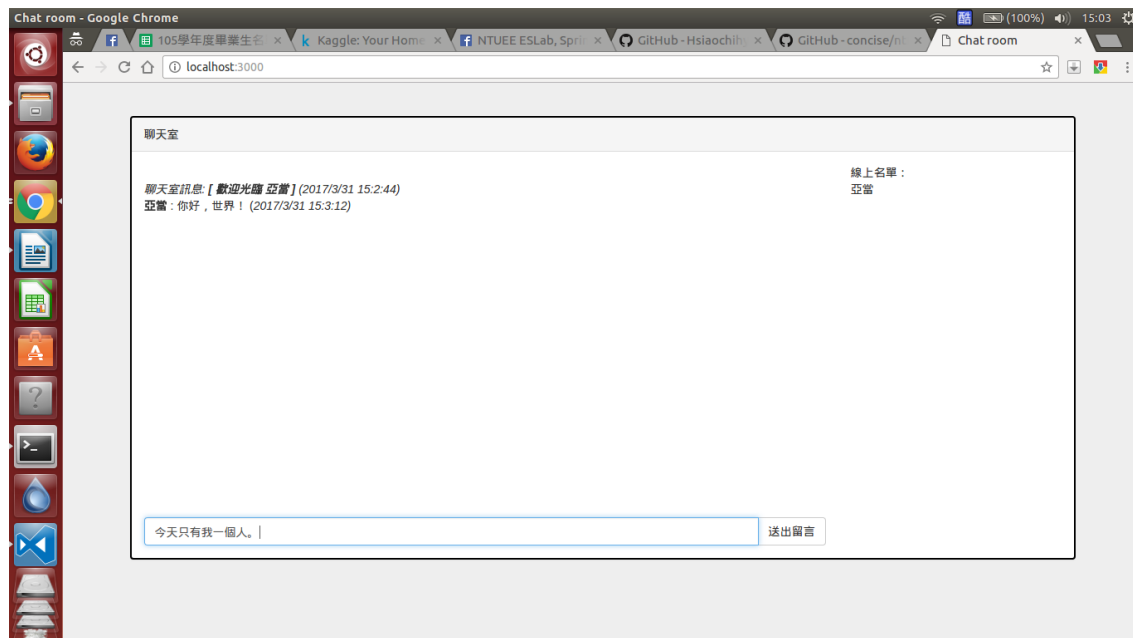 Chat room - Google Chrome
酷 (100%) 15:03
105學年度畢業生名 × Kaggle: Your Home × NTUEE ESLab, Sprin × GitHub - Hsiaochih × GitHub - concise/nt × Chat room ×
localhost:3000
聊天室
線上名單：
亞當
聊天室訊息: [ 歡迎光臨 亞當 ] (2017/3/31 15:2:44)
亞當 : 你好，世界！ (2017/3/31 15:3:12)
今天只有我一個人。
送出留言